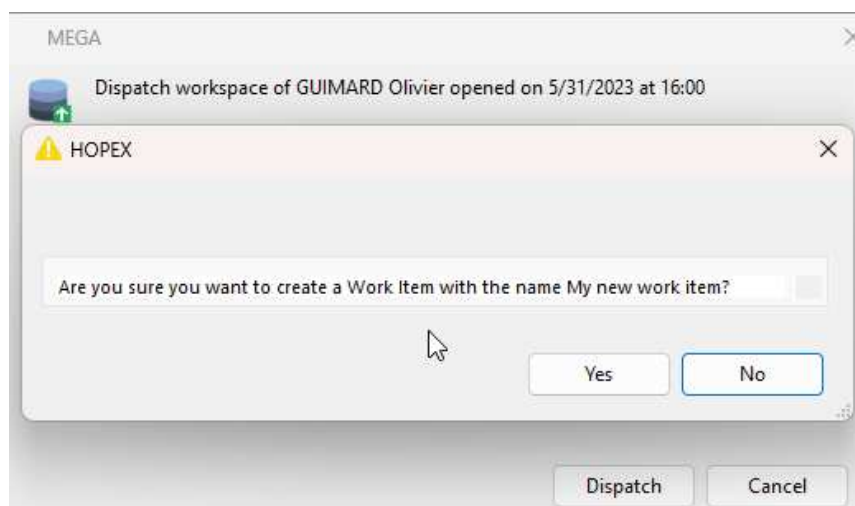 MEGA
Dispatch workspace of GUIMARD Olivier opened on 5/31/2023 at 16:00
HOPEX
Are you sure you want to create a Work Item with the name My new work item?
Yes No
Dispatch Cancel